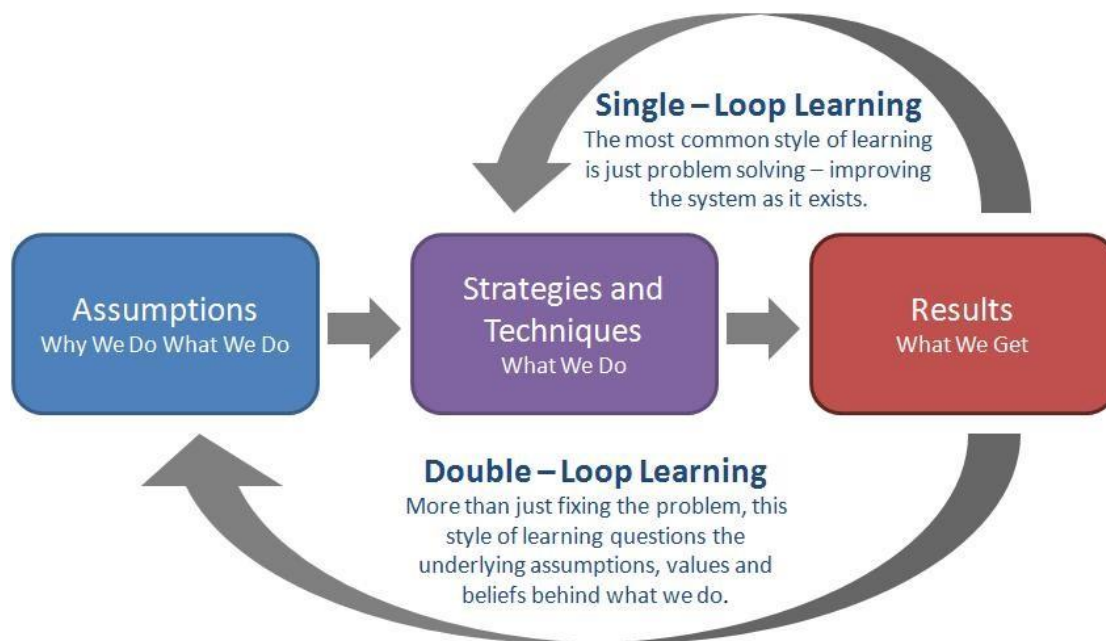 Single – Loop Learning
The most common style of learning
is just problem solving – improving
the system as it exists.
Assumptions
Why We Do What We Do
Strategies and
Techniques
What We Do
Results
What We Get
Double – Loop Learning
More than just fixing the problem, this
style of learning questions the
underlying assumptions, values and
beliefs behind what we do.